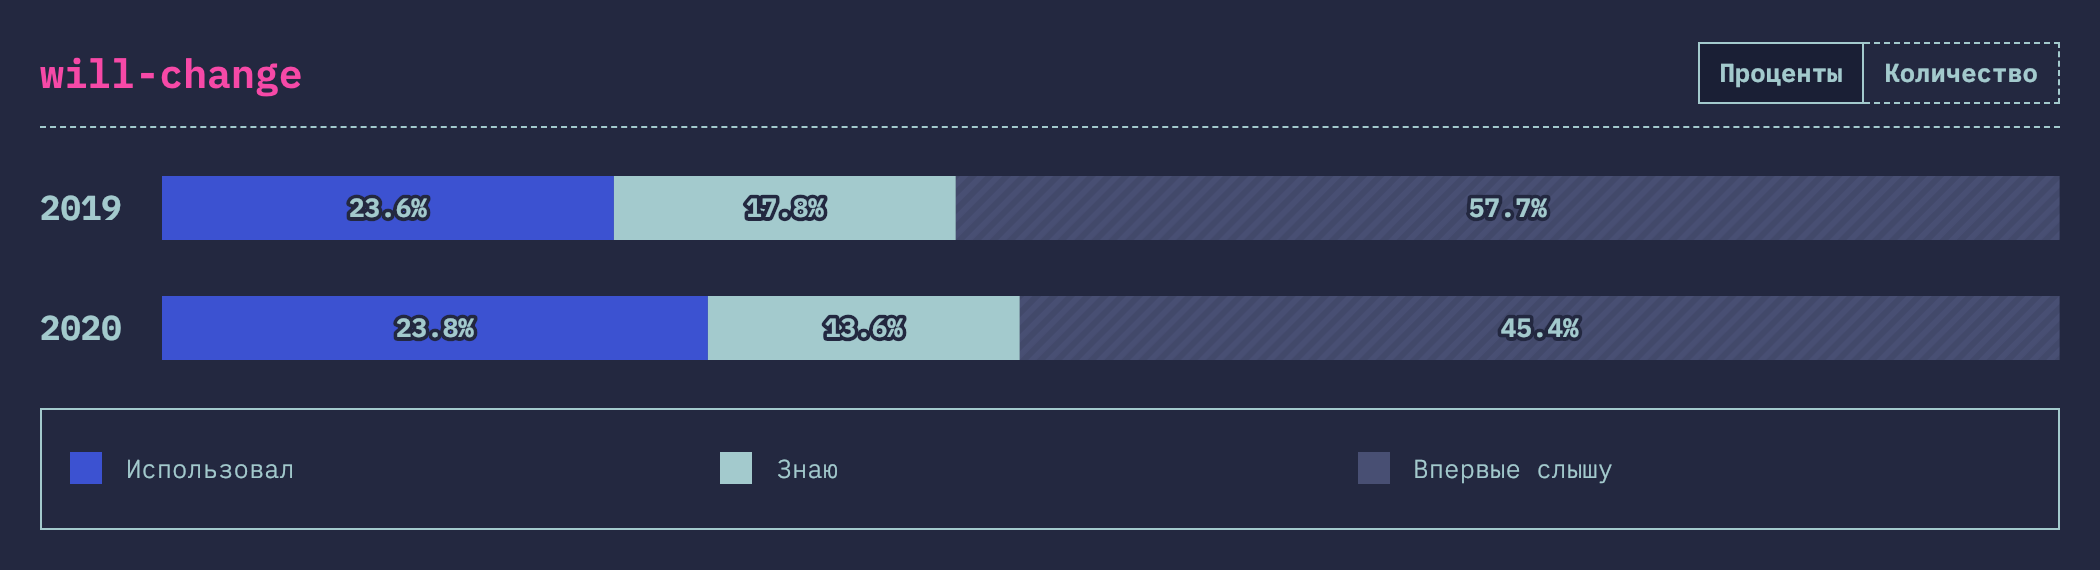 will-change
Проценты Количество
2019 23.6% 17.8% 57.7%
2020 23.8% 13.6% 45.4%
Использовал Знаю Впервые слышу